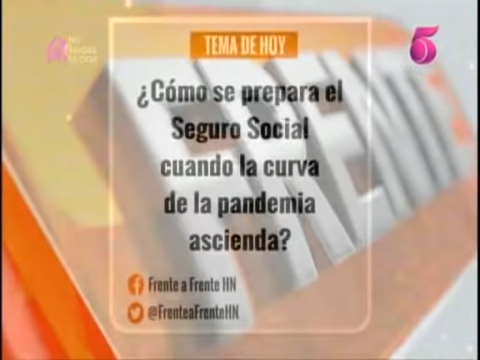 TEMA DE HOY
5
¿Cómo se prepara el
Seguro Social
cuando la curva
de la pandemia
ascienda?
Frente a Frente HN
@FrenteaFrenteHN
FRENTE